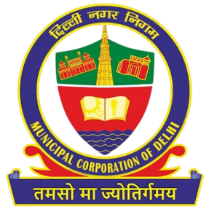 दिल्ली नगर निगम
MUNICIPAL CORPORATION OF DELHI
तमसो मा ज्योतिर्गमय